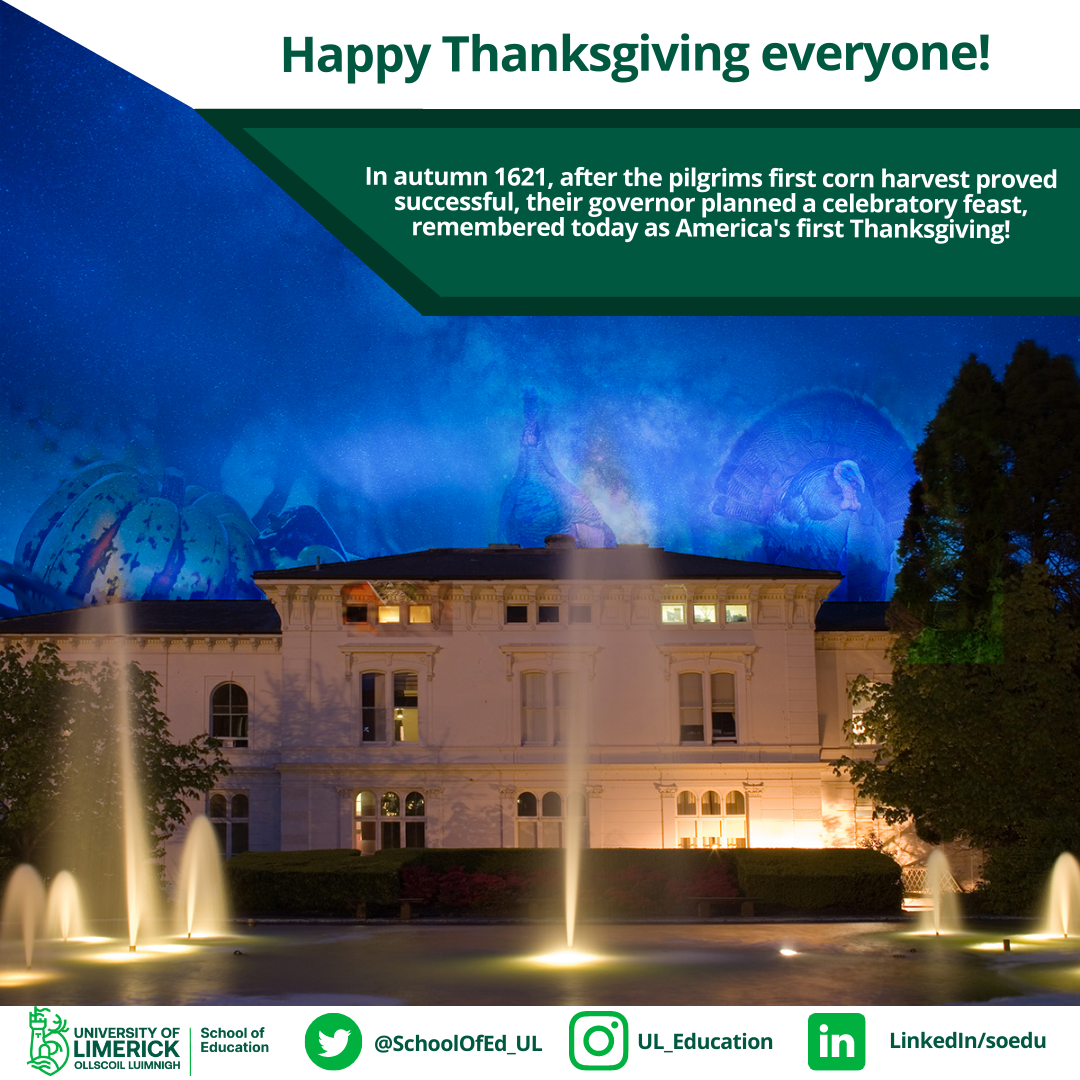 Happy Thanksgiving everyone!
In autumn 1621, after the pilgrims first corn harvest proved
successful, their governor planned a celebratory feast,
remembered today as America's first Thanksgiving!
UNIVERSITY OF
LIMERICK
OLLSCOIL LUIMNIGH
School of
Education
@SchoolOfEd_UL
UL_Education
LinkedIn/soedu